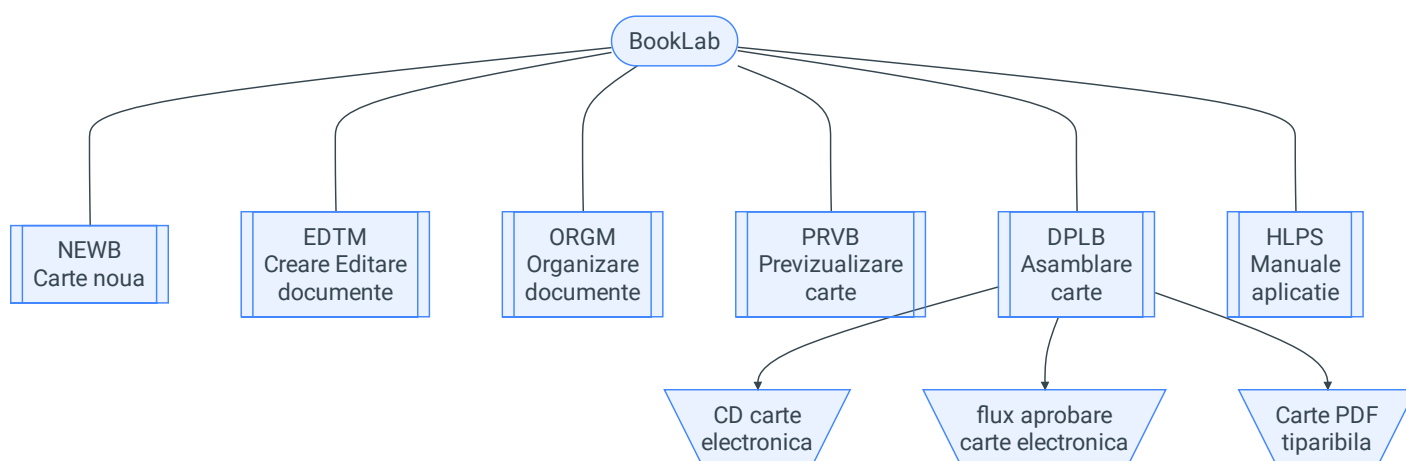 BookLab
NEWB
Carte noua
EDTM
Creare Editare
documente
ORGM
Organizare
documente
PRVB
Previzualizare
carte
DPLB
Asamblare
carte
HLPS
Manuale
aplicatie
CD carte
electronica
flux aprobare
carte electronica
Carte PDF
tiparibila